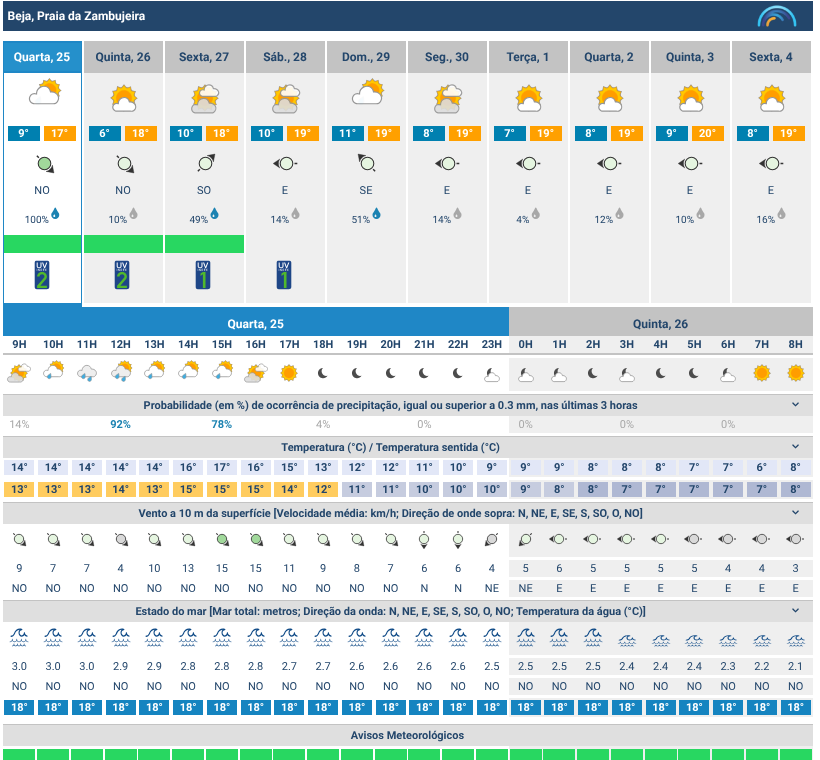 Beja, Praia da Zambujeira
Quarta, 25 Quinta, 26 Sexta, 27 Sáb., 28 Dom., 29 Seg., 30 Terça, 1 Quarta, 2 Quinta, 3 Sexta, 4
9° 17° 6° 18° 10° 18° 10° 19° 11° 19° 8° 19° 7° 19° 8° 19° 9° 20° 8° 19°
NO NO SO E SE E E E E E
100% 10% 49% 14% 51% 14% 4% 12% 10% 16%
UV UV UV UV
INDEX INDEX INDEX INDEX
2 2 1 1
Quarta, 25 Quinta, 26
9H 10H 11H 12H 13H 14H 15H 16H 17H 18H 19H 20H 21H 22H 23H 0H 1H 2H 3H 4H 5H 6H 7H 8H
Probabilidade (em %) de ocorrência de precipitação, igual ou superior a 0.3 mm, nas últimas 3 horas
14% 92% 78% 4% 0% 0% 0% 0%
Temperatura (°C) / Temperatura sentida (°C)
14° 14° 14° 14° 14° 16° 17° 16° 15° 13° 12° 12° 11° 10° 10° 9° 9° 8° 8° 8° 7° 7° 6° 8°
13° 13° 13° 14° 13° 15° 15° 15° 14° 12° 11° 11° 10° 10° 10° 9° 8° 8° 7° 7° 7° 7° 7° 8°
Vento a 10 m da superfície [Velocidade média: km/h; Direção de onde sopra: N, NE, E, SE, S, SO, O, NO]
9 7 7 4 10 13 15 15 11 9 8 7 6 6 4 5 6 5 5 5 5 4 4 3
NO NO NO NO NO NO NO NO NO NO NO NO N N NE NE E E E E E E E E
Estado do mar [Mar total: metros; Direção da onda: N, NE, E, SE, S, SO, O, NO; Temperatura da água (°C)]
3.0 3.0 3.0 2.9 2.9 2.8 2.8 2.8 2.7 2.7 2.6 2.6 2.6 2.6 2.5 2.5 2.5 2.5 2.4 2.4 2.4 2.3 2.2 2.1
NO NO NO NO NO NO NO NO NO NO NO NO NO NO NO NO NO NO NO NO NO NO NO NO
18° 18° 18° 18° 18° 18° 18° 18° 18° 18° 18° 18° 18° 18° 18° 18° 18° 18° 18° 18° 18° 18° 18° 18°
Avisos Meteorológicos